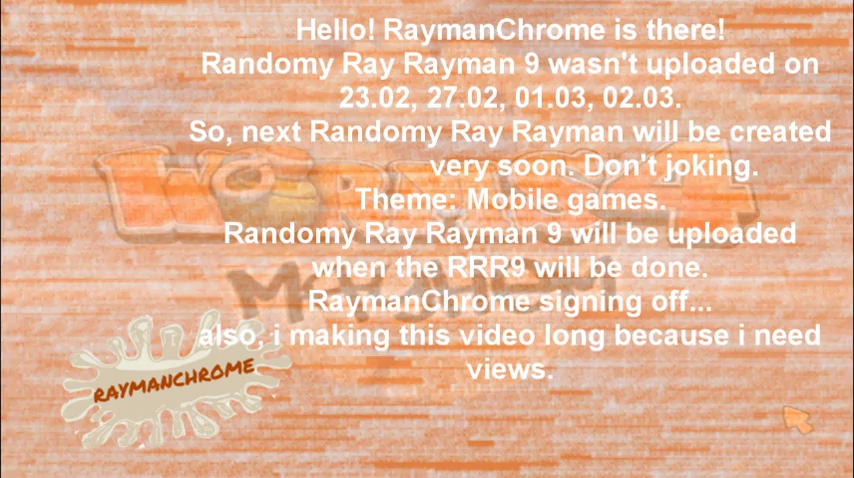 Hello! RaymanChrome is there!
Randomy Ray Rayman 9 wasn't uploaded on
23.02, 27.02, 01.03, 02.03.
So, next Randomy Ray Rayman will be created
very soon. Don't joking.
Theme: Mobile games.
Randomy Ray Rayman 9 will be uploaded
when the RRR9 will be done.
RaymanChrome signing off...
also, i making this video long because i need
views.
RAYMANCHROME
WORMS 4
MAYHEM